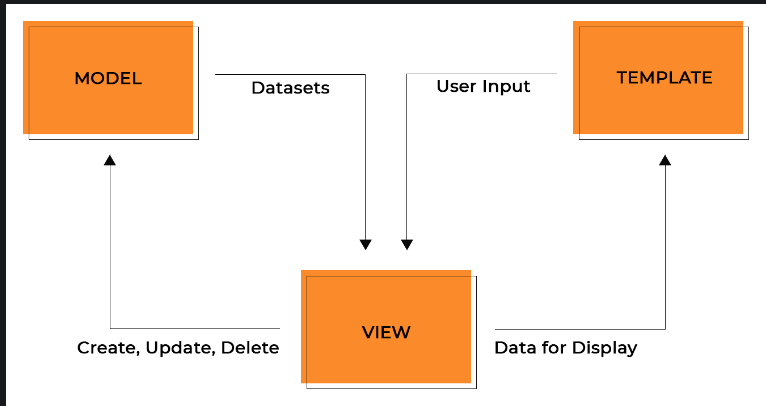 MODEL
TEMPLATE
Datasets
User Input
VIEW
Create, Update, Delete
Data for Display